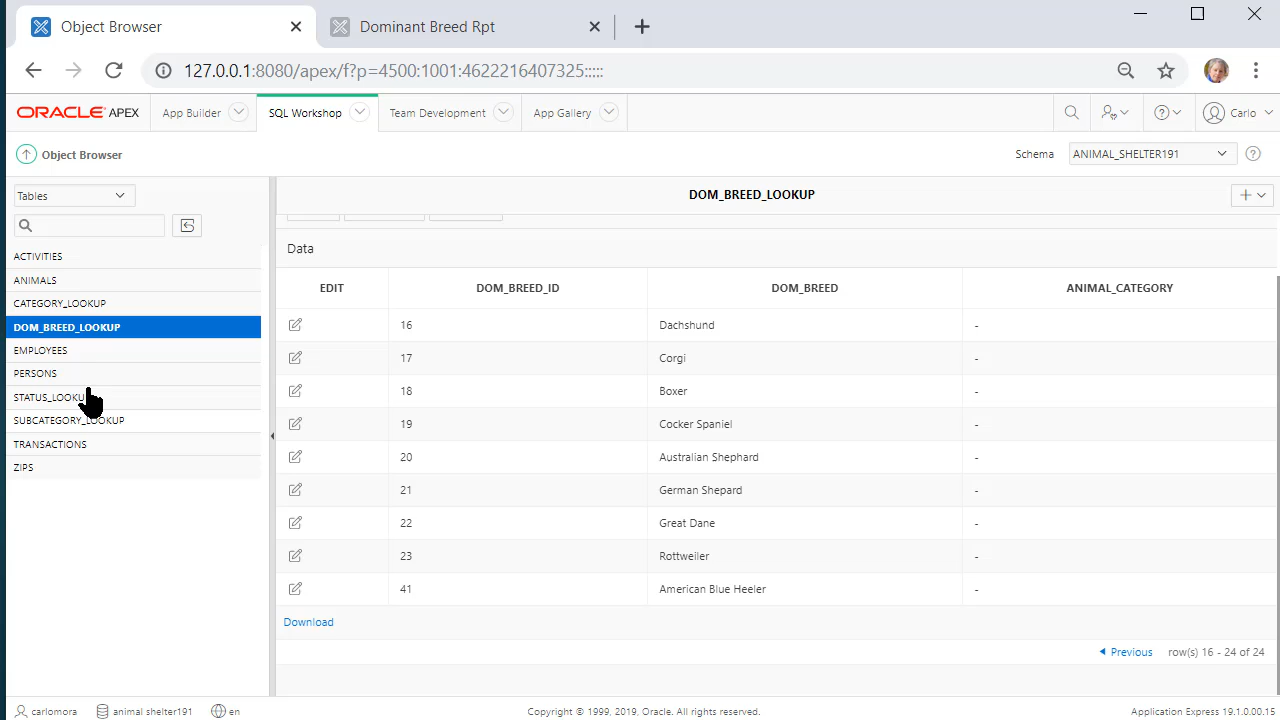 Object Browser
Dominant Breed Rpt
127.0.0.1:8080/apex/f?p=4500:1001:4622216407325:::::
ORACLE APEX
App Builder
SQL Workshop
Team Development
App Gallery
Carlo
Object Browser
Schema
ANIMAL_SHELTER191
Tables
DOM_BREED_LOOKUP
ACTIVITIES
ANIMALS
CATEGORY_LOOKUP
DOM_BREED_LOOKUP
EMPLOYEES
PERSONS
STATUS_LOOKUP
SUBCATEGORY_LOOKUP
TRANSACTIONS
ZIPS
Data
EDIT DOM_BREED_ID DOM_BREED ANIMAL_CATEGORY
16 Dachshund -
17 Corgi -
18 Boxer -
19 Cocker Spaniel -
20 Australian Shephard -
21 German Shepard -
22 Great Dane -
23 Rottweiler -
41 American Blue Heeler -
Download
Previous row(s) 16 - 24 of 24
carlomora animal shelter191 en
Copyright © 1999, 2019, Oracle. All rights reserved.
Application Express 19.1.0.00.15